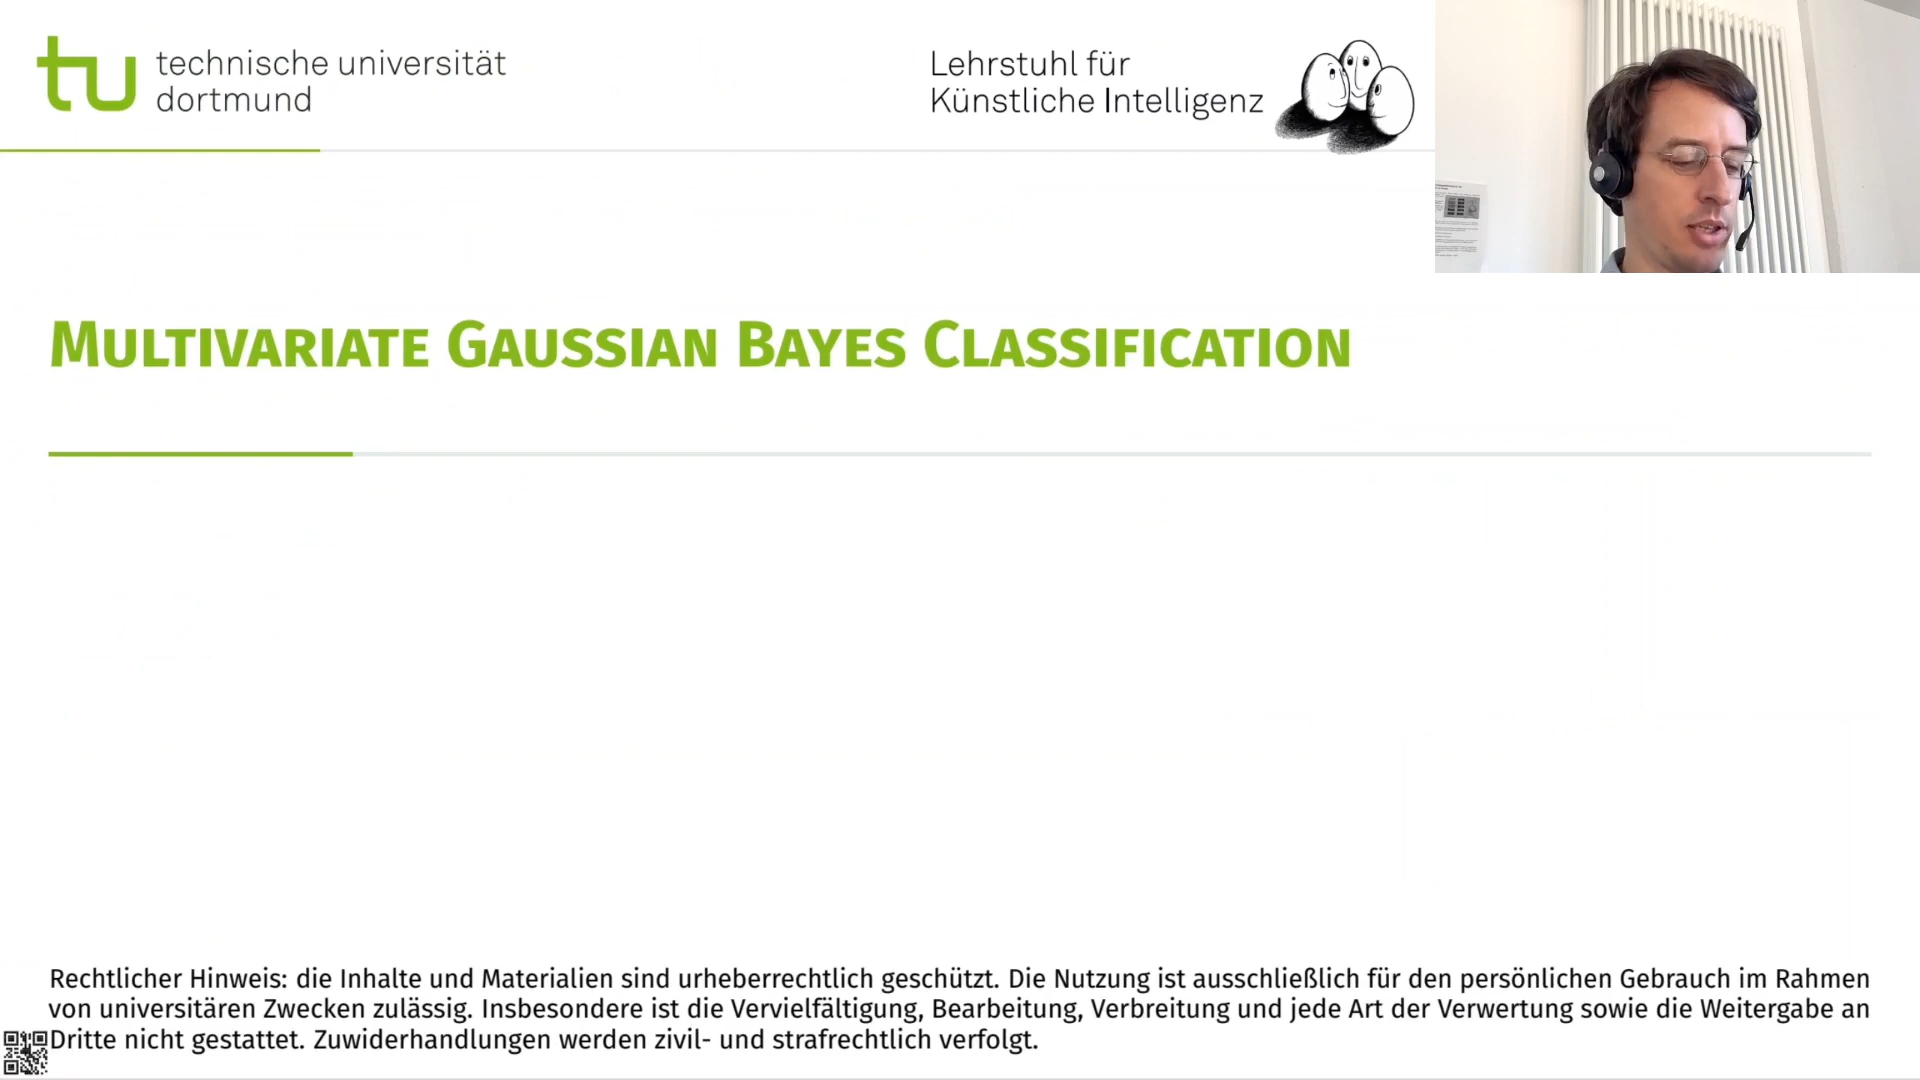 technische universität
dortmund
Lehrstuhl für
Künstliche Intelligenz
Multivariate Gaussian Bayes Classification
Rechtlicher Hinweis: die Inhalte und Materialien sind urheberrechtlich geschützt. Die Nutzung ist ausschließlich für den persönlichen Gebrauch im Rahmen
von universitären Zwecken zulässig. Insbesondere ist die Vervielfältigung, Bearbeitung, Verbreitung und jede Art der Verwertung sowie die Weitergabe an
Dritte nicht gestattet. Zuwiderhandlungen werden zivil- und strafrechtlich verfolgt.